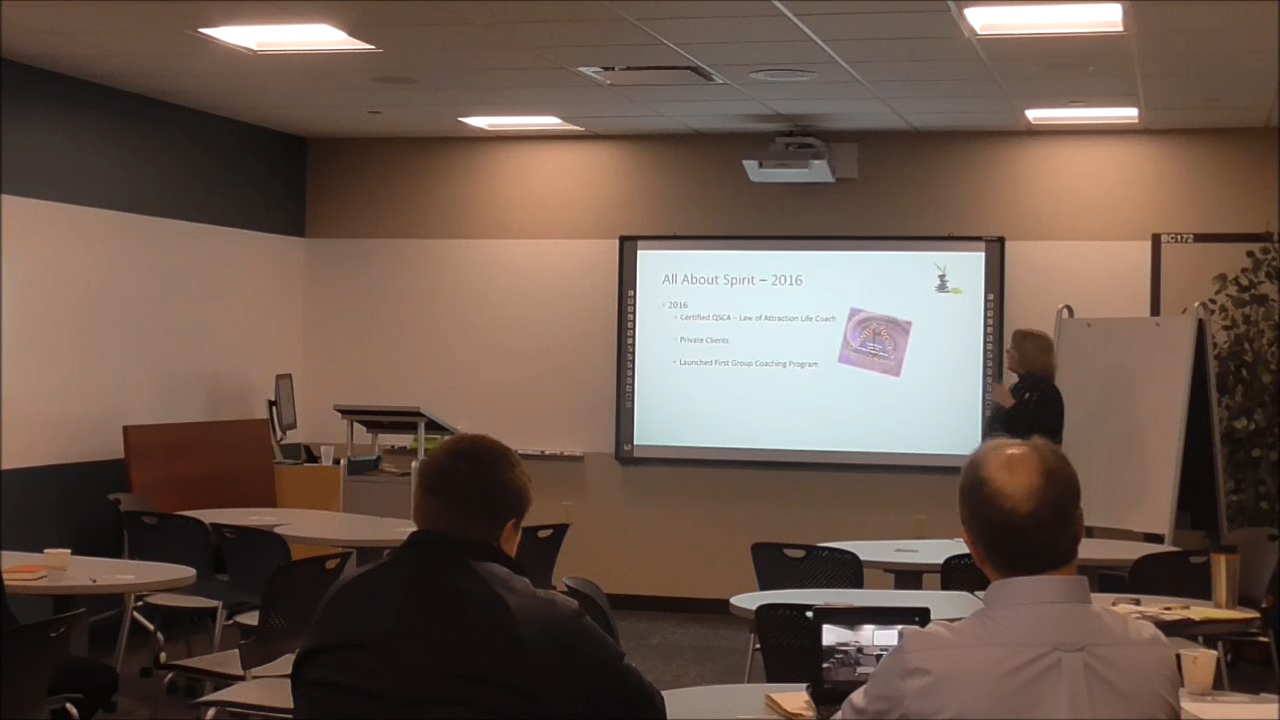 BC172
All About Spirit – 2016
2016
Certified QSCA – Law of Attraction Life Coach
Private Clients
Launched First Group Coaching Program